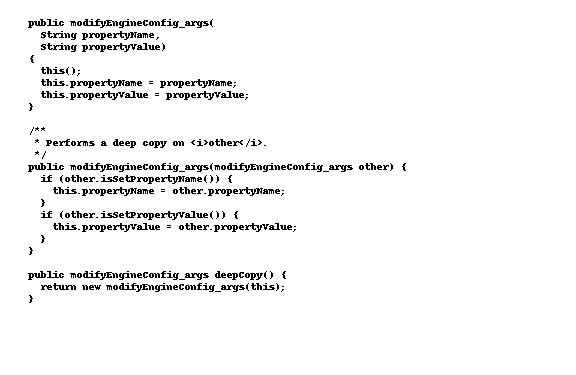 public modifyEngineConfig_args(
  String propertyName,
  String propertyValue)
{
  this();
  this.propertyName = propertyName;
  this.propertyValue = propertyValue;
}

/**
 * Performs a deep copy on <i>other</i>.
 */
public modifyEngineConfig_args(modifyEngineConfig_args other) {
  if (other.isSetPropertyName()) {
    this.propertyName = other.propertyName;
  }
  if (other.isSetPropertyValue()) {
    this.propertyValue = other.propertyValue;
  }
}

public modifyEngineConfig_args deepCopy() {
  return new modifyEngineConfig_args(this);
}